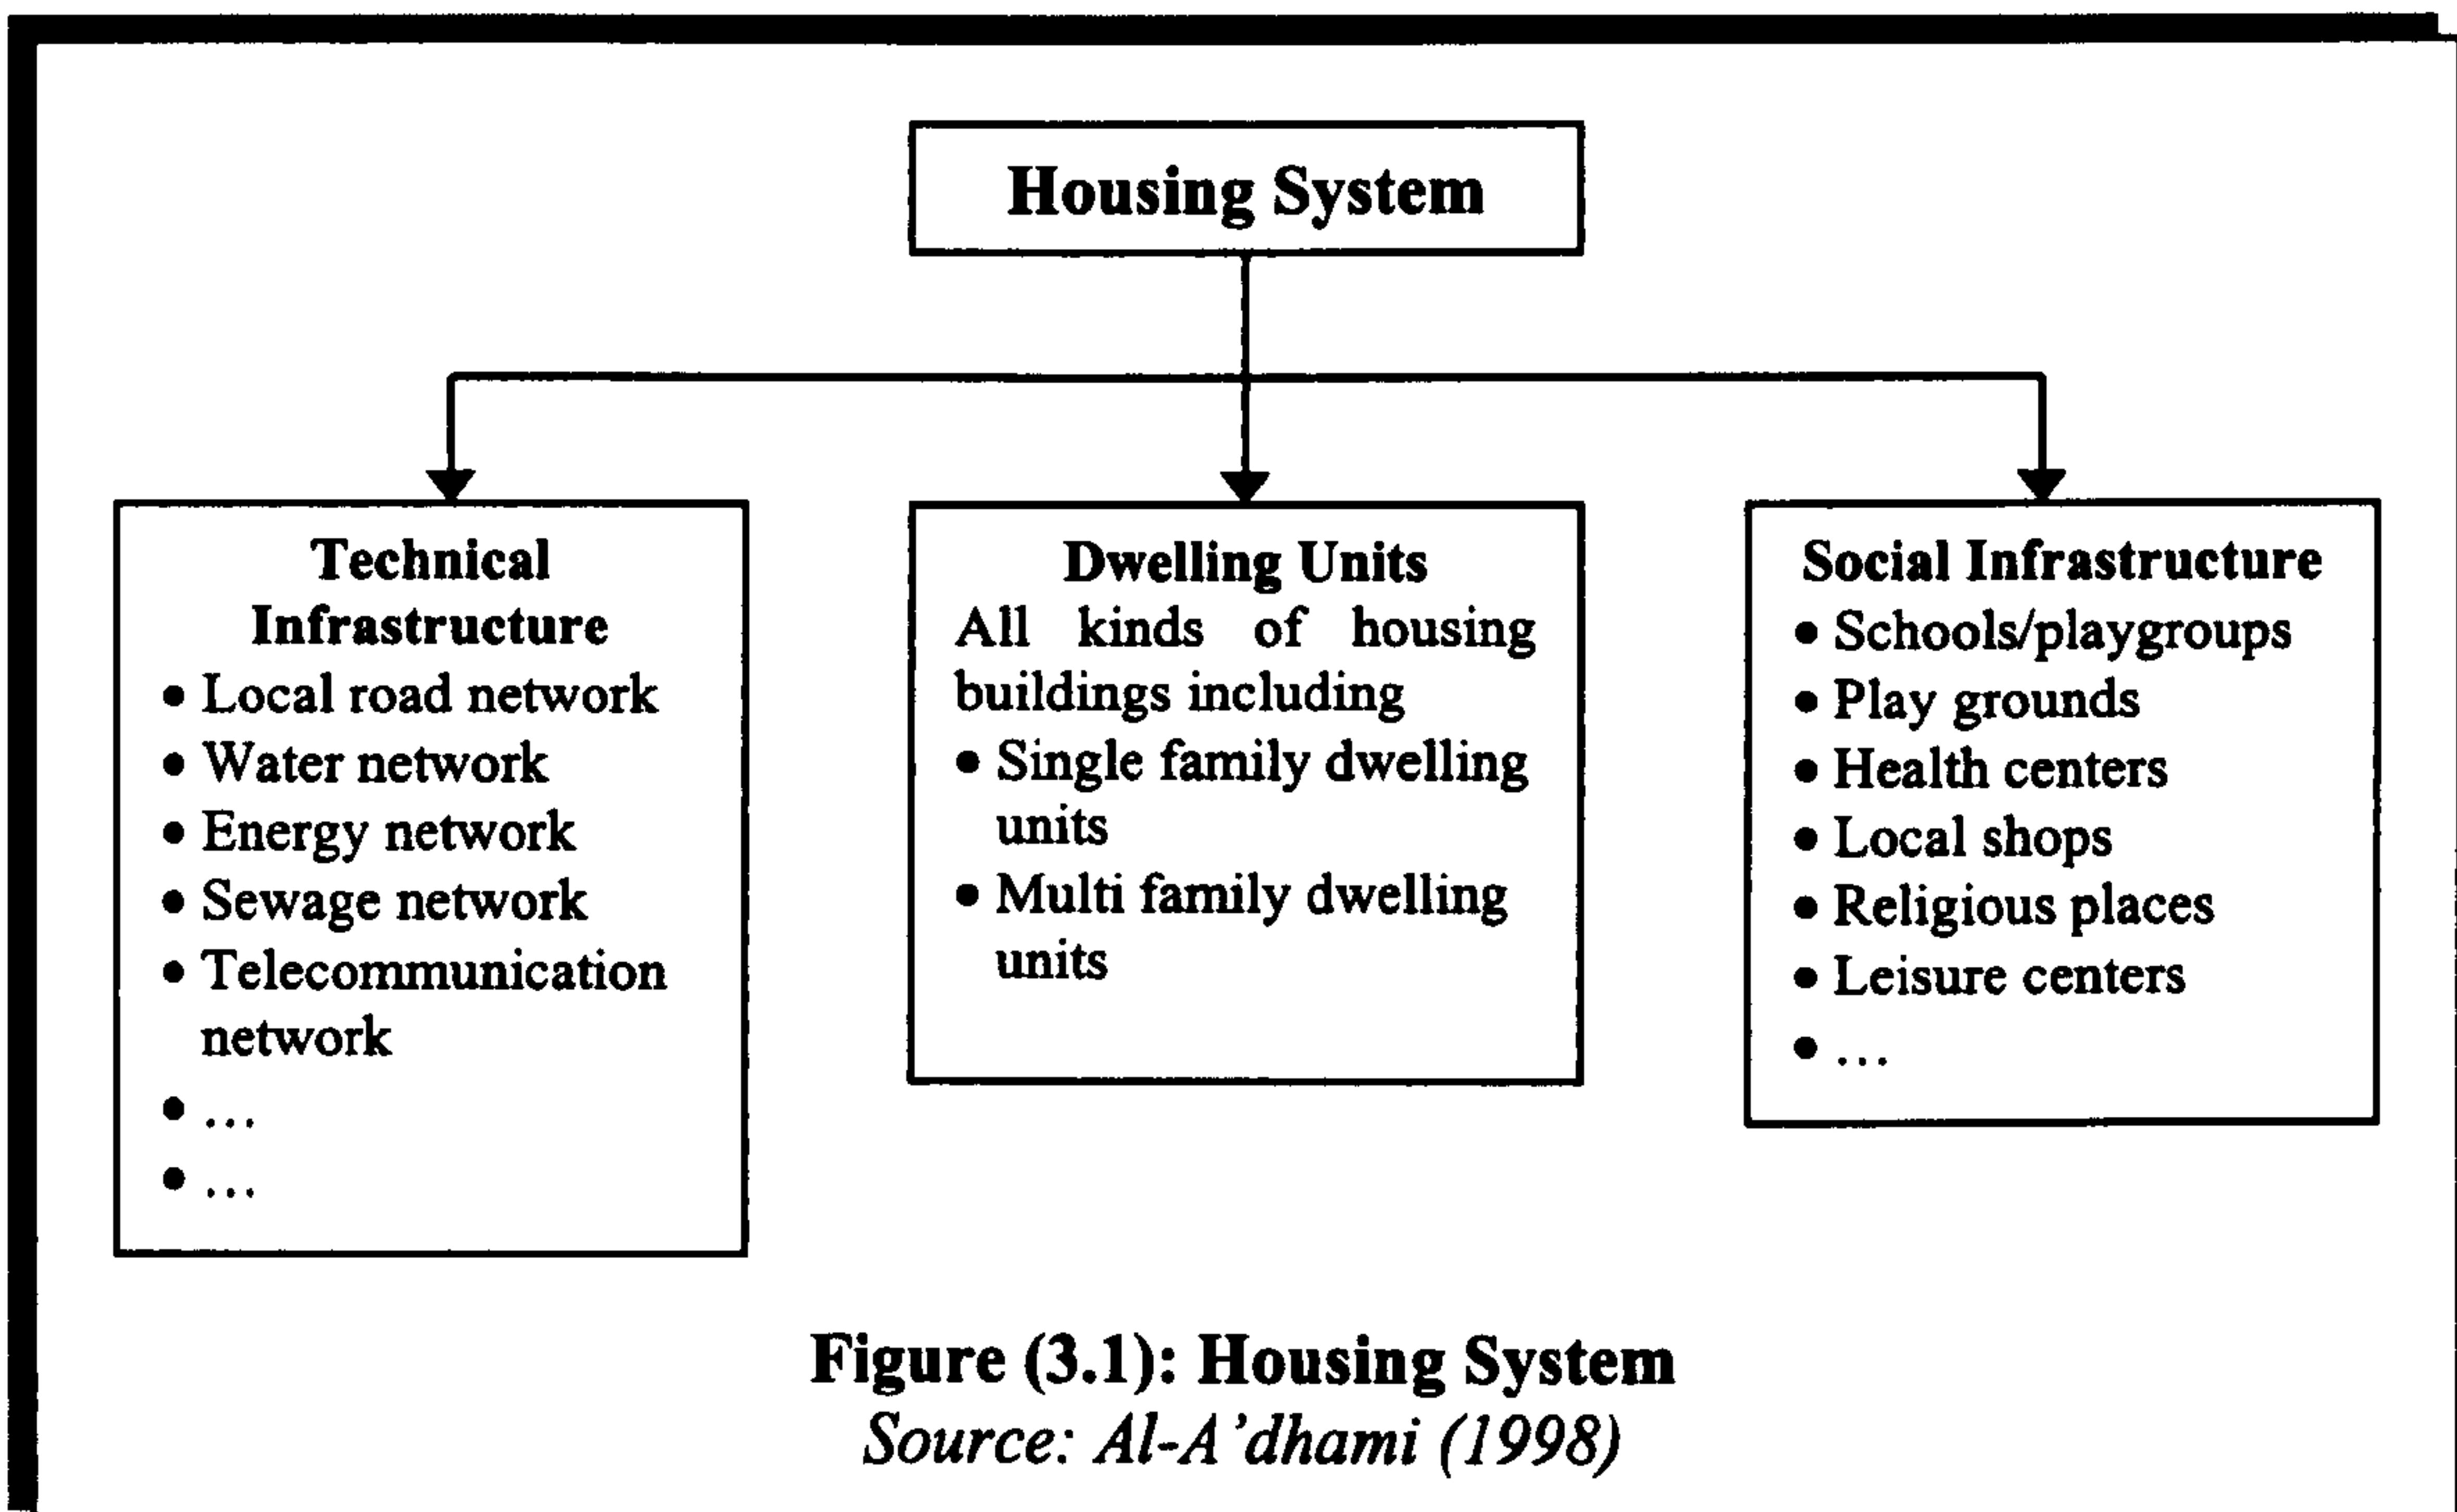 Housing System
Technical
Infrastructure
• Local road network
• Water network
• Energy network
• Sewage network
• Telecommunication
network
• ...
• ...
Dwelling Units
All kinds of housing
buildings including
• Single family dwelling
units
• Multi family dwelling
units
Social Infrastructure
• Schools/playgroups
• Play grounds
• Health centers
• Local shops
• Religious places
• Leisure centers
• ...
Figure (3.1): Housing System
Source: Al-A'dhami (1998)